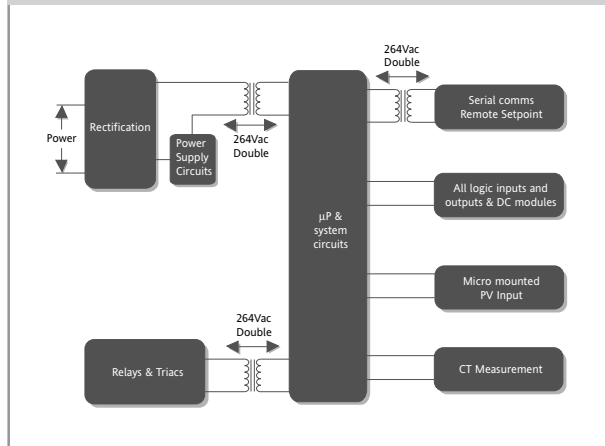 264Vac
Double
Rectification
Power
Power
Supply
Circuits
264Vac
Double
Serial comms
Remote Setpoint
All logic inputs and
outputs & DC modules
µP &
system
circuits
Micro mounted
PV Input
264Vac
Double
Relays & Triacs
CT Measurement